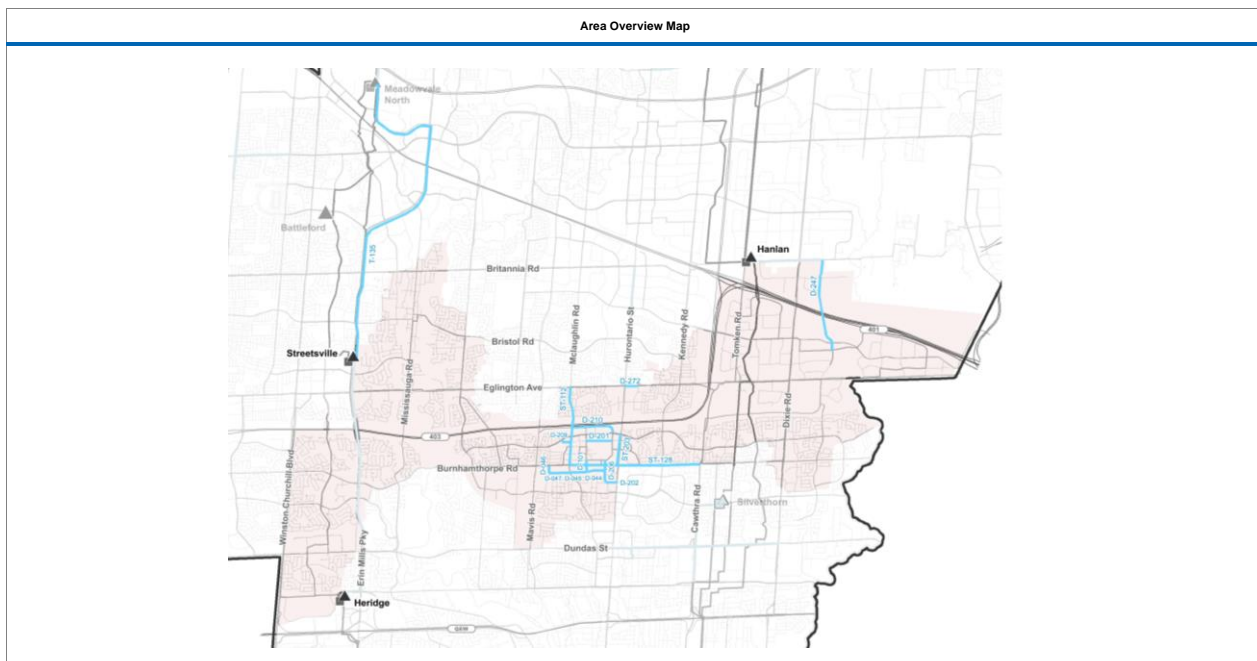 Area Overview Map
Meadowvale
North
Battleford
T-135
Hanlan
Britannia Rd
D-247
401
Mclaughlin Rd
Hurontario St
Kennedy Rd
Tomken Rd
Bristol Rd
Streetsville
Mississauga Rd
Eglington Ave
D-272
ST-112
Dixie Rd
D-210
403
D-201
Burnhamthorpe Rd
ST-128
D-202
Winston Churchill Blvd
Mavis Rd
Cawthra Rd
Silverthorn
Dundas St
Erin Mills Pky
Heridge
QEW